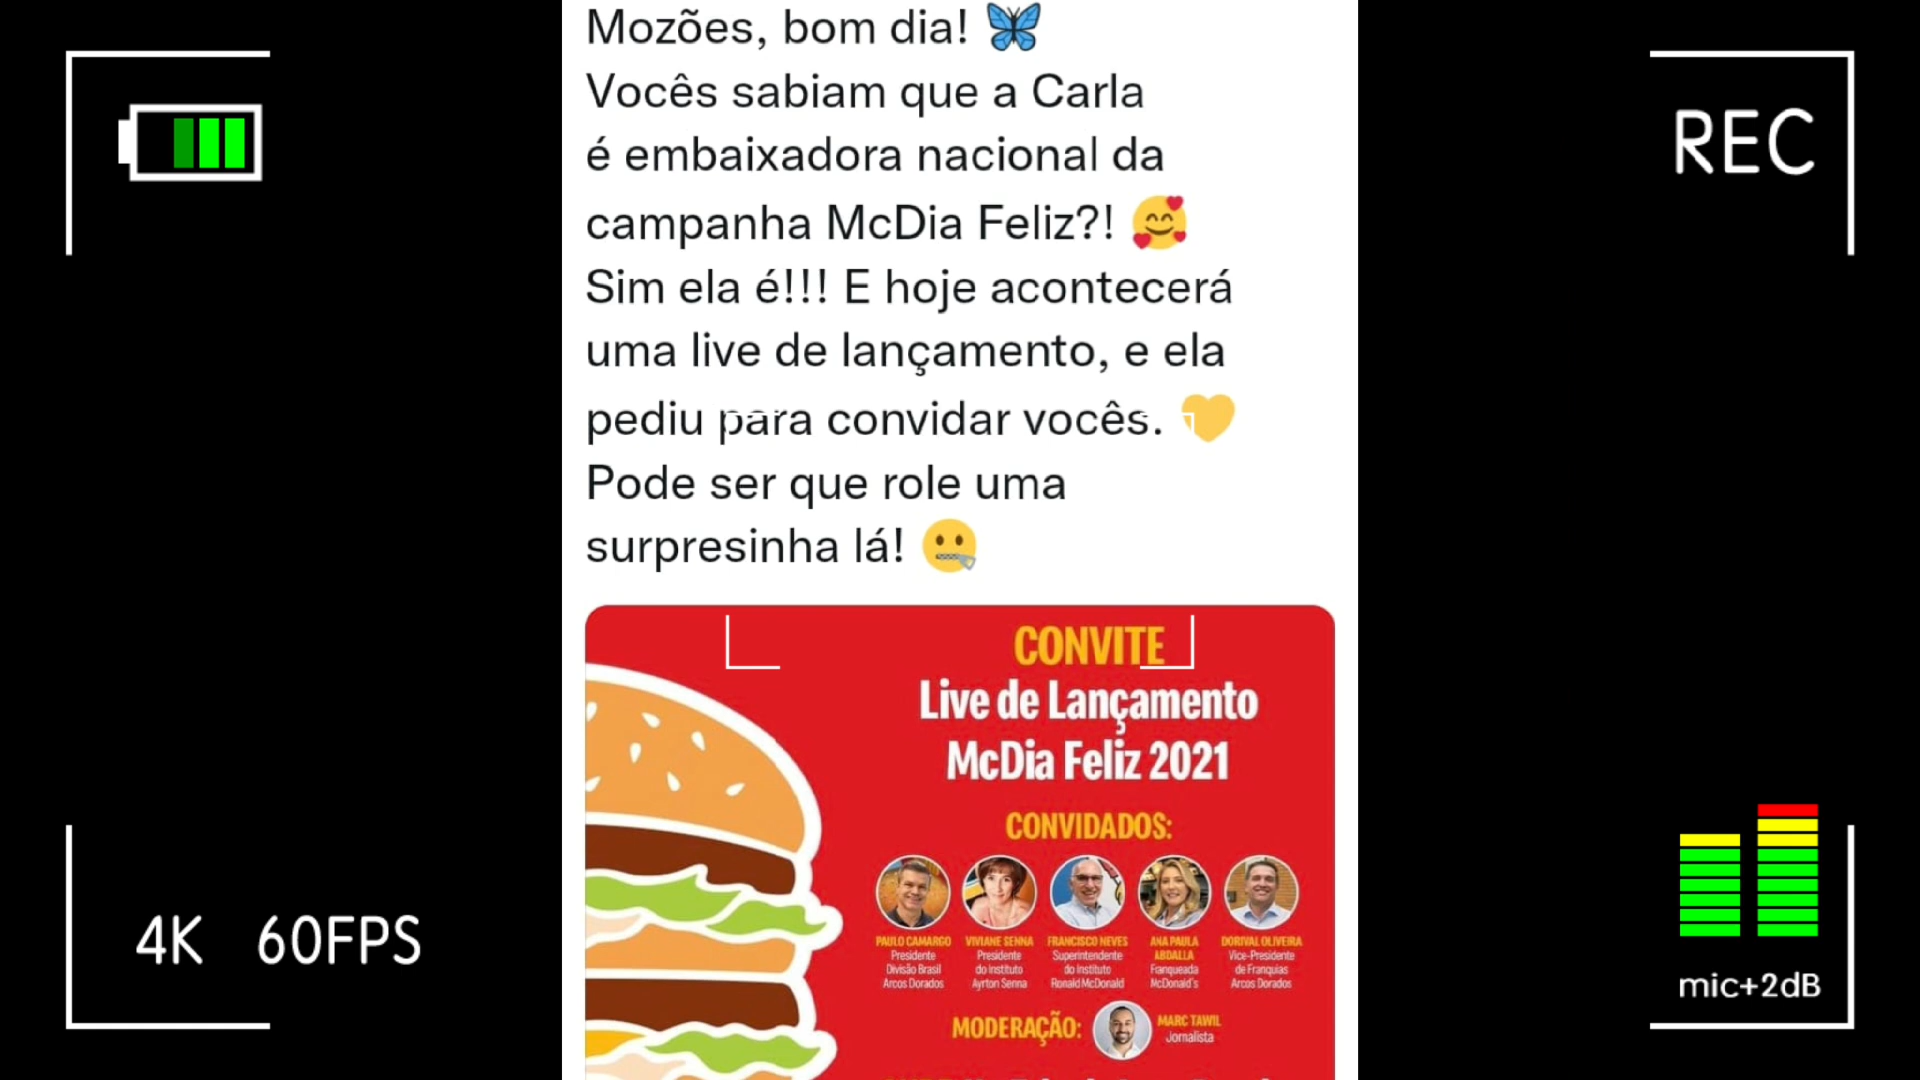 Mozões, bom dia! 🦋
Vocês sabiam que a Carla
é embaixadora nacional da
campanha McDia Feliz?! 🥰
Sim ela é!!! E hoje acontecerá
uma live de lançamento, e ela
pediu para convidar vocês. 💛
Pode ser que role uma
surpresinha lá! 🤐
REC
CONVITE
Live de Lançamento
McDia Feliz 2021
CONVIDADOS:
PAULO CAMARGO
Presidente
Divisão Brasil
Arcos Dorados
VIVIANE SENNA
Presidente
do Instituto
Ayrton Senna
FRANCISCO NEVES
Superintendente
do Instituto
Ronald McDonald
ANA PAULA
ABDALLA
Franqueada
McDonald's
DORIVAL OLIVEIRA
Vice-Presidente
de Franquias
Arcos Dorados
MODERAÇÃO:
MARC TAWIL
Jornalista
4K 60FPS
mic+2dB